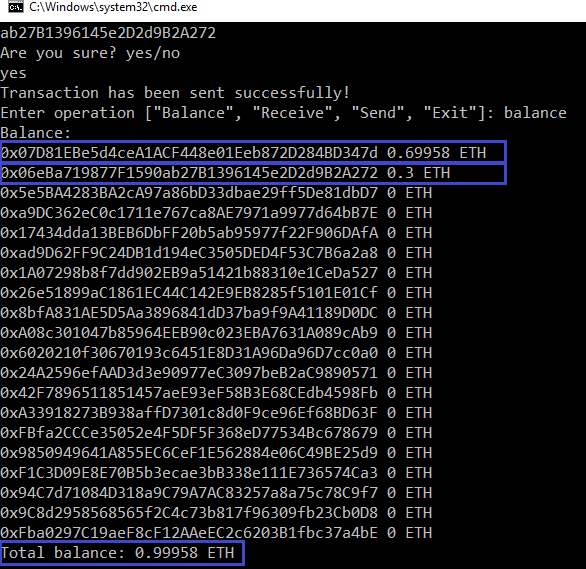 C:\Windows\system32\cmd.exe
ab27B1396145e2D2d9B2A272
Are you sure? yes/no
yes
Transaction has been sent successfully!
Enter operation ["Balance", "Receive", "Send", "Exit"]: balance
Balance:
0x07D81EBe5d4ceA1ACF448e01Eeb872D284BD347d 0.69958 ETH
0x06eBa719877F1590ab27B1396145e2D2d9B2A272 0.3 ETH
0x5e5BA4283BA2cA97a86bD33dbae29ff5De81dbD7 0 ETH
0xa9DC362eC0c1711e767ca8AE7971a9977d64bB7E 0 ETH
0x17434dda13BEB6DbFF20b5ab95977f22F906DAfA 0 ETH
0xad9D62FF9C24DB1d194eC3505DED4F53C7B6a2a8 0 ETH
0x1A07298b8f7dd902EB9a51421b88310e1CeDa527 0 ETH
0x26e51899aC1861EC44C142E9EB8285f5101E01Cf 0 ETH
0x8bfA831AE5D5Aa3896841dD37ba9f9A41189D0DC 0 ETH
0xA08c301047b85964EEB90c023EBA7631A089cAb9 0 ETH
0x6020210f30670193c6451E8D31A96Da96D7cc0a0 0 ETH
0x24A2596efAAD3d3e90977eC3097beB2aC9890571 0 ETH
0x42F7896511851457aeE93eF58B3E68CEdb4598Fb 0 ETH
0xA33918273B938affD7301c8d0F9ce96Ef68BD63F 0 ETH
0xFBfa2CCCe35052e4F5DF5F368eD77534Bc678679 0 ETH
0x9850949641A855EC6CeF1E562884e06C49BE25d9 0 ETH
0xF1C3D09E8E70B5b3ecae3bB338e111E736574Ca3 0 ETH
0x94C7d71084D318a9C79A7AC83257a8a75c78C9f7 0 ETH
0x9C8d2958568565f2C4c73b817f96309fb23Cb0D8 0 ETH
0xFba0297C19aeF8cF12AAeEC2c6203B1fbc37a4bE 0 ETH
Total balance: 0.99958 ETH